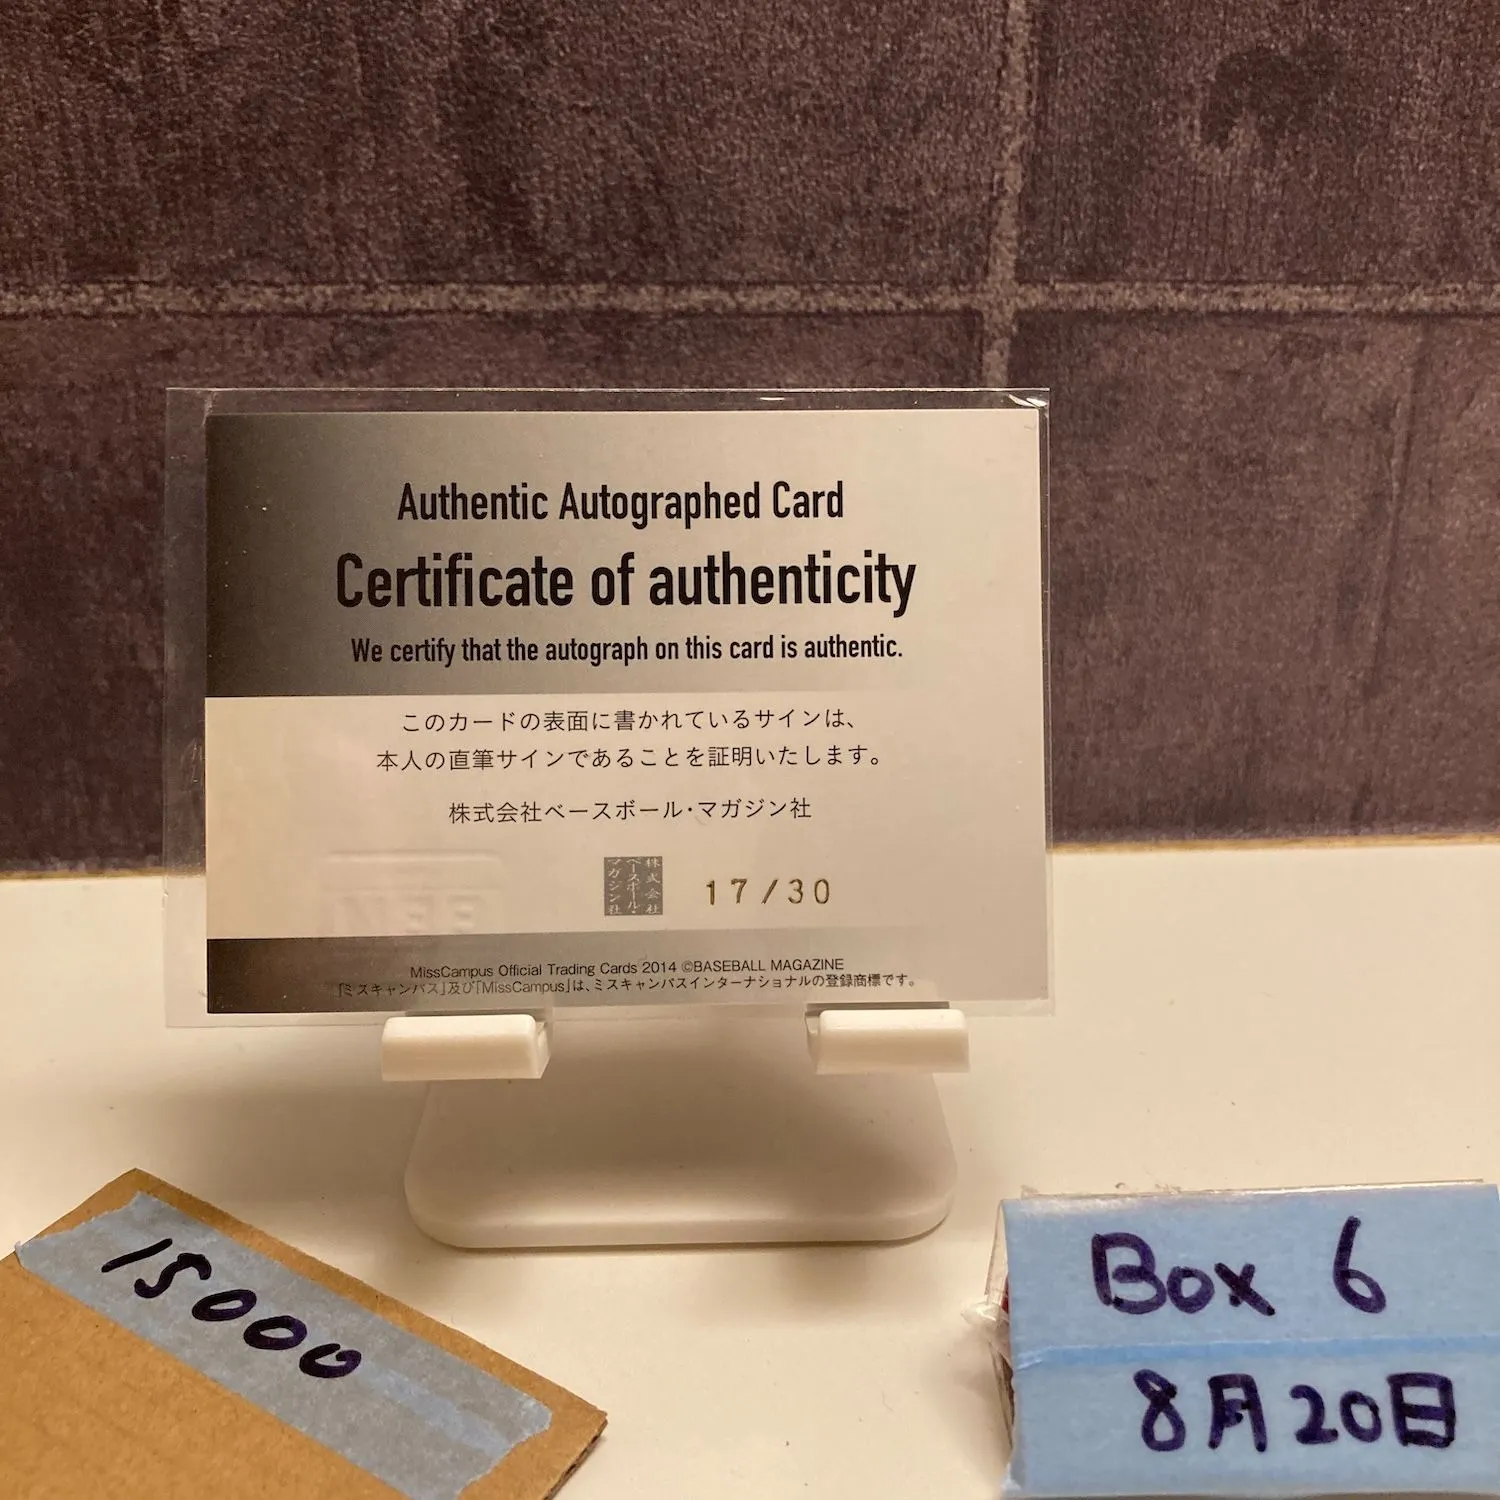 Authentic Autographed Card
Certificate of authenticity
We certify that the autograph on this card is authentic.
このカードの表面に書かれているサインは、
本人の直筆サインであることを証明いたします。
株式会社ベースボール・マガジン社
株式会社
ベースボール・
マガジン社
17/30
MissCampus Official Trading Cards 2014 ©BASEBALL MAGAZINE
「ミスキャンパス」及び「MissCampus」は、ミスキャンパスインターナショナルの登録商標です。
15000
Box 6
8月20日